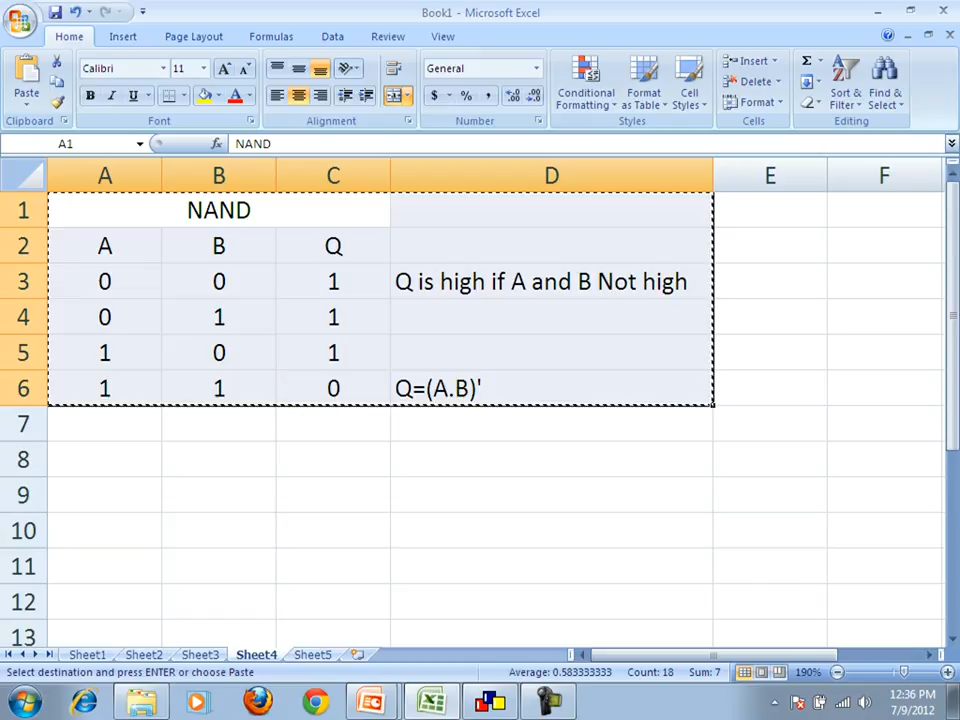 Book1 - Microsoft Excel
Home Insert Page Layout Formulas Data Review View
Paste
Calibri 11
B I U
General
$ % ,
Conditional Formatting
Format as Table
Cell Styles
Insert
Delete
Format
Sort & Filter
Find & Select
Clipboard Font Alignment Number Styles Cells Editing
A1 fx NAND
A B C D E F
1 NAND
2 A B Q
3 0 0 1 Q is high if A and B Not high
4 0 1 1
5 1 0 1
6 1 1 0 Q=(A.B)'
7
8
9
10
11
12
13
Sheet1 Sheet2 Sheet3 Sheet4 Sheet5
Select destination and press ENTER or choose Paste Average: 0.583333333 Count: 18 Sum: 7 190%
12:36 PM
7/9/2012